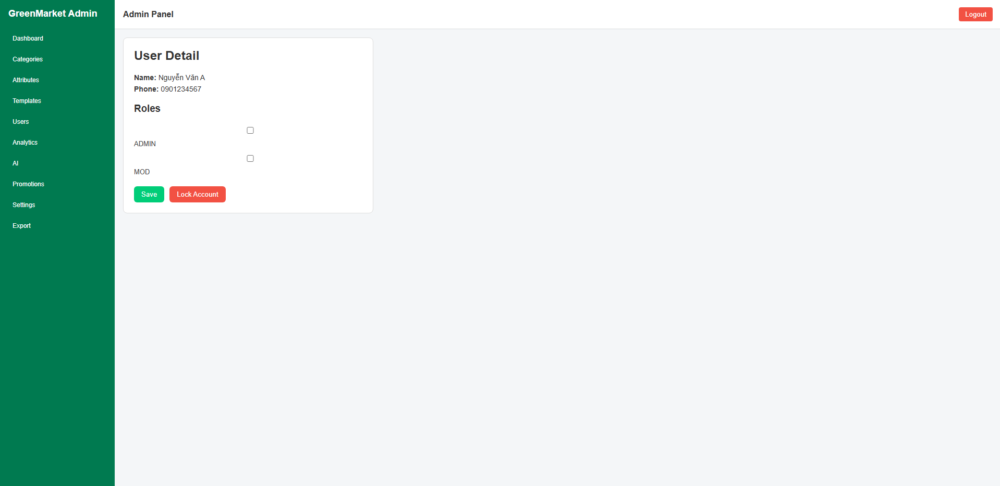 GreenMarket Admin
Dashboard
Categories
Attributes
Templates
Users
Analytics
AI
Promotions
Settings
Export
Admin Panel
Logout
User Detail
Name: Nguyễn Văn A
Phone: 0901234567
Roles
ADMIN
MOD
Save
Lock Account